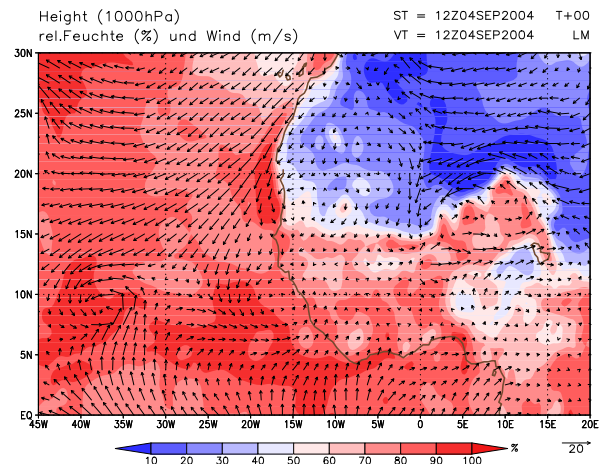 Height (1000hPa) ST = 12Z04SEP2004 T+00
rel.Feuchte (%) und Wind (m/s) VT = 12Z04SEP2004 LM
30N
25N
20N
15N
10N
5N
EQ
45W 40W 35W 30W 25W 20W 15W 10W 5W 0 5E 10E 15E 20E
10 20 30 40 50 60 70 80 90 100 %
20